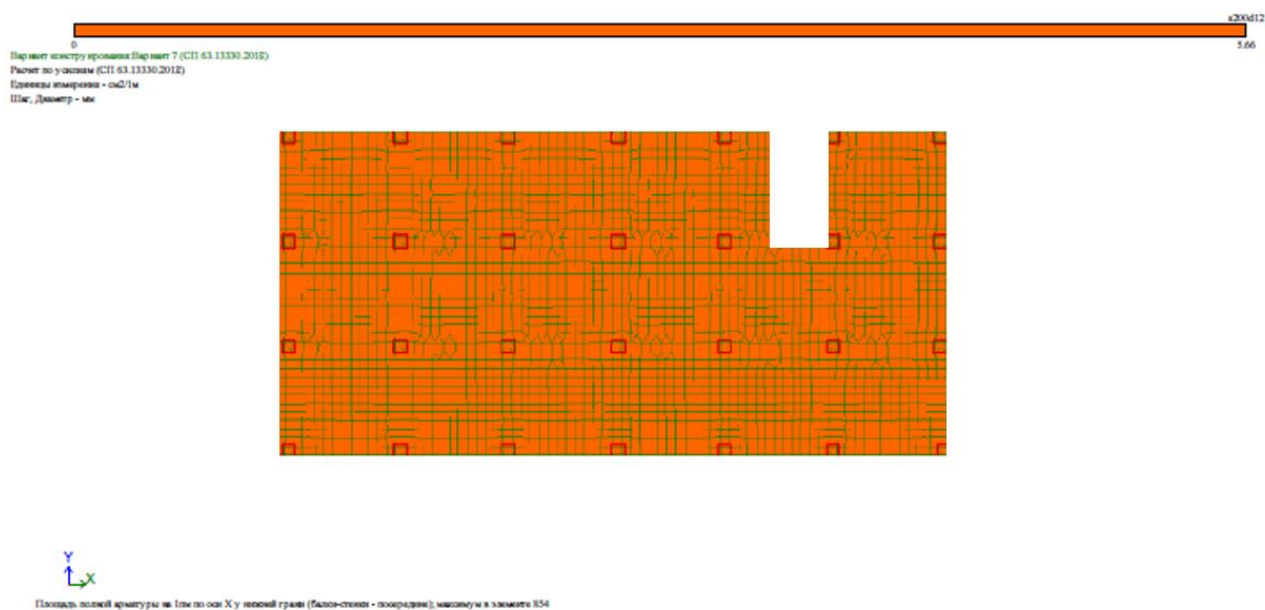 s200d12
0 5.66
Вариант конструирования:Вариант 7 (СП 63.13330.2018)
Расчет по усилиям (СП 63.13330.2018)
Единицы измерения - см2/1м
Шаг, Диаметр - мм
Y
X
Площадь полной арматуры на 1пм по оси X у нижней грани (балки-стенки - посередине); максимум в элементе 854